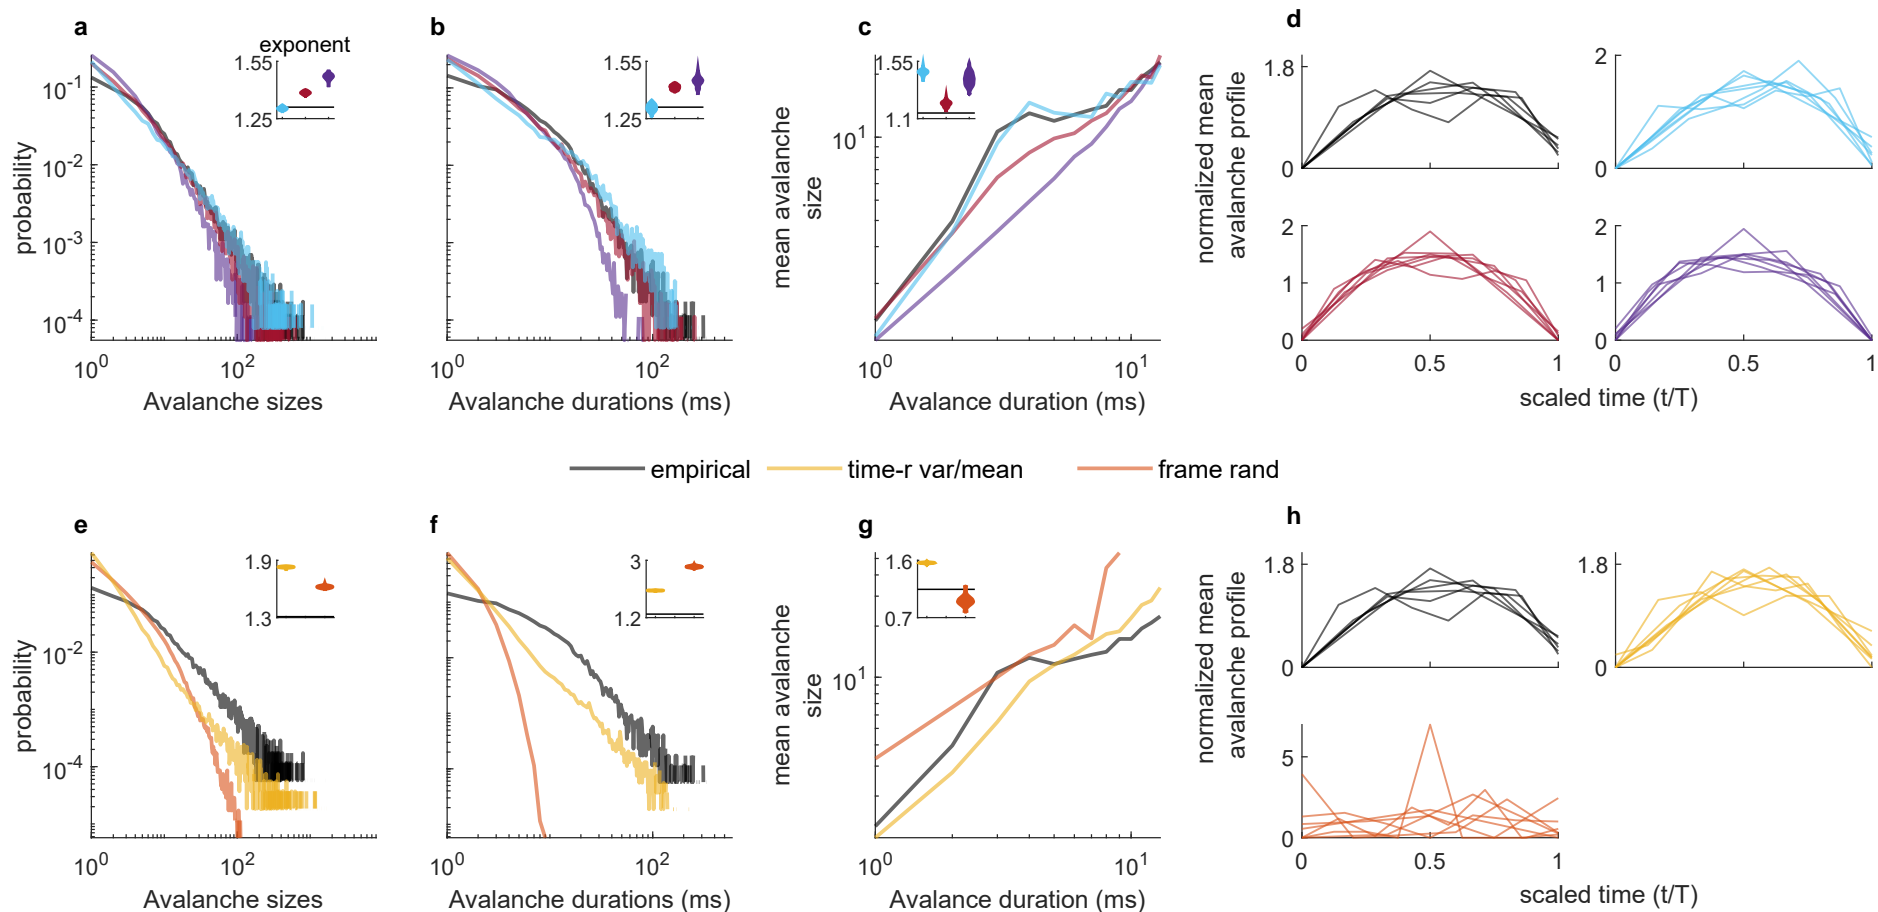 a
exponent
1.55
1.25
10^-1
10^-2
10^-3
10^-4
probability
10^0
10^2
Avalanche sizes
b
1.55
1.25
10^0
10^2
Avalanche durations (ms)
c
1.55
1.1
10^1
mean avalanche
size
10^0
10^1
Avalance duration (ms)
d
normalized mean
avalanche profile
1.8
0
2
0
2
1
0
0
0.5
1
2
1
0
0
0.5
1
scaled time (t/T)
empirical
time-r var/mean
frame rand
e
1.9
1.3
10^-2
10^-4
probability
10^0
10^2
Avalanche sizes
f
3
1.2
10^0
10^2
Avalanche durations (ms)
g
1.6
0.7
10^1
mean avalanche
size
10^0
10^1
Avalance duration (ms)
h
normalized mean
avalanche profile
1.8
0
1.8
0
5
0
0
0.5
1
scaled time (t/T)